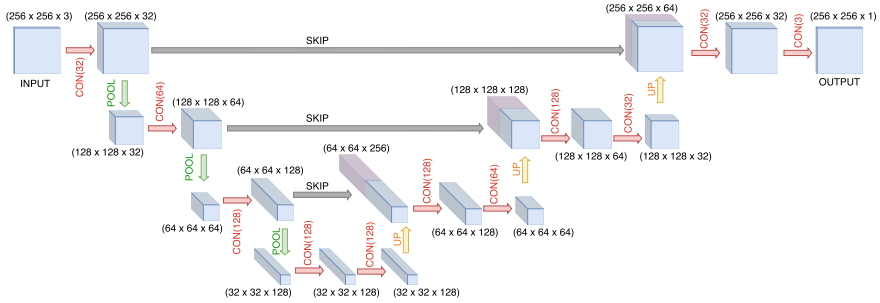 (256 x 256 x 3)
(256 x 256 x 32)
(256 x 256 x 64)
(256 x 256 x 32)
(256 x 256 x 1)
CON(32)
SKIP
CON(32)
CON(3)
INPUT
OUTPUT
POOL
CON(64)
(128 x 128 x 64)
(128 x 128 x 128)
UP
SKIP
CON(128)
CON(32)
(128 x 128 x 32)
(128 x 128 x 64)
(128 x 128 x 32)
POOL
(64 x 64 x 128)
(64 x 64 x 256)
UP
SKIP
CON(128)
CON(64)
(64 x 64 x 64)
CON(128)
(64 x 64 x 128)
(64 x 64 x 64)
POOL
CON(128)
CON(128)
UP
(32 x 32 x 128)
(32 x 32 x 128)
(32 x 32 x 128)